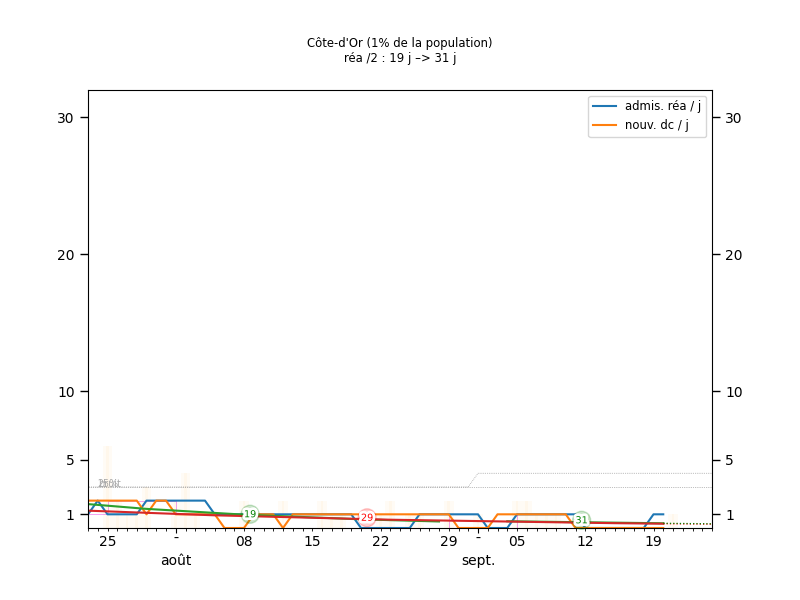 Côte-d'Or (1% de la population)
réa /2 : 19 j –> 31 j
admis. réa / j
nouv. dc / j
30 30
20 20
10 10
5 5
1 1
19
29
31
25 - 08 15 22 29 - 05 12 19
août sept.